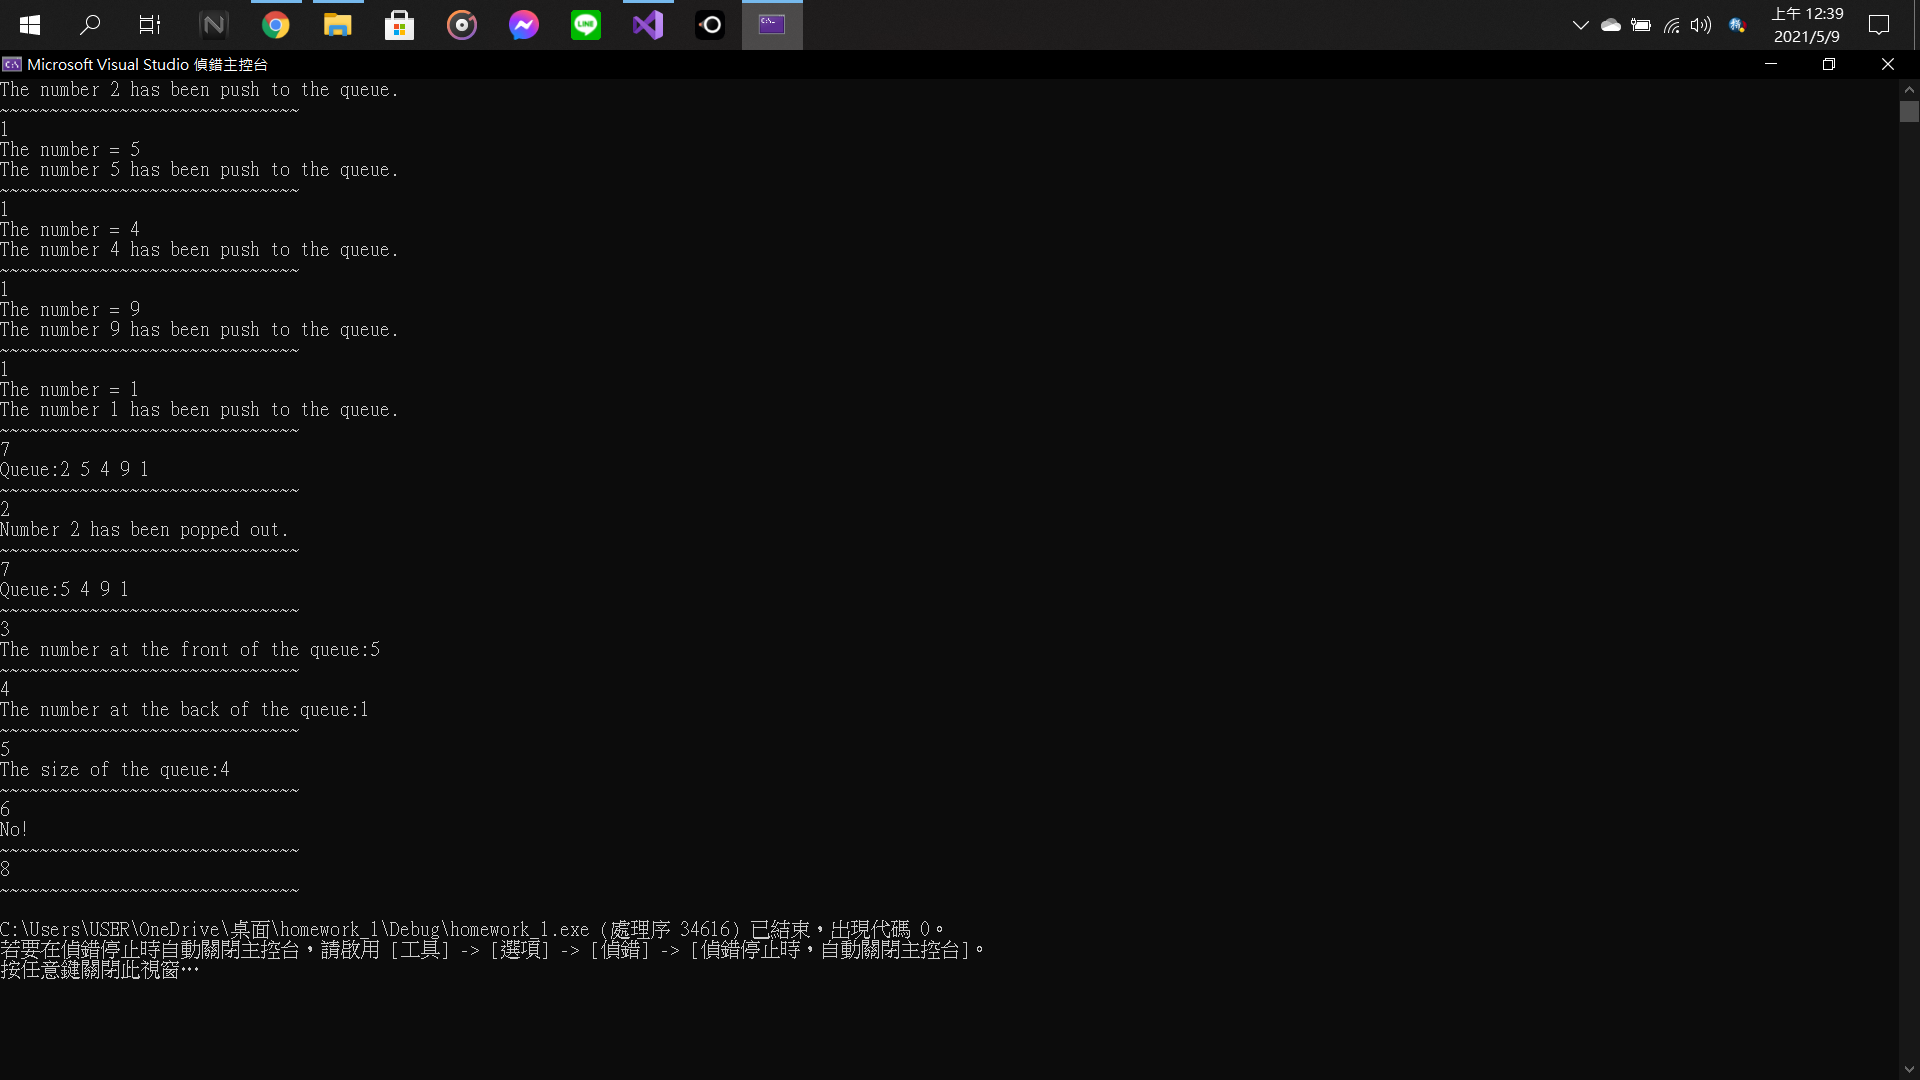 上午 12:39
2021/5/9
Microsoft Visual Studio 偵錯主控台
The number 2 has been push to the queue.
~~~~~~~~~~~~~~~~~~~~~~~~~~~~~~
1
The number = 5
The number 5 has been push to the queue.
~~~~~~~~~~~~~~~~~~~~~~~~~~~~~~
1
The number = 4
The number 4 has been push to the queue.
~~~~~~~~~~~~~~~~~~~~~~~~~~~~~~
1
The number = 9
The number 9 has been push to the queue.
~~~~~~~~~~~~~~~~~~~~~~~~~~~~~~
1
The number = 1
The number 1 has been push to the queue.
~~~~~~~~~~~~~~~~~~~~~~~~~~~~~~
7
Queue:2 5 4 9 1
~~~~~~~~~~~~~~~~~~~~~~~~~~~~~~
2
Number 2 has been popped out.
~~~~~~~~~~~~~~~~~~~~~~~~~~~~~~
7
Queue:5 4 9 1
~~~~~~~~~~~~~~~~~~~~~~~~~~~~~~
3
The number at the front of the queue:5
~~~~~~~~~~~~~~~~~~~~~~~~~~~~~~
4
The number at the back of the queue:1
~~~~~~~~~~~~~~~~~~~~~~~~~~~~~~
5
The size of the queue:4
~~~~~~~~~~~~~~~~~~~~~~~~~~~~~~
6
No!
~~~~~~~~~~~~~~~~~~~~~~~~~~~~~~
8
~~~~~~~~~~~~~~~~~~~~~~~~~~~~~~
C:\Users\USER\OneDrive\桌面\homework_1\Debug\homework_1.exe (處理序 34616) 已結束，出現代碼 0。
若要在偵錯停止時自動關閉主控台，請啟用 [工具] -> [選項] -> [偵錯] -> [偵錯停止時，自動關閉主控台]。
按任意鍵關閉此視窗…